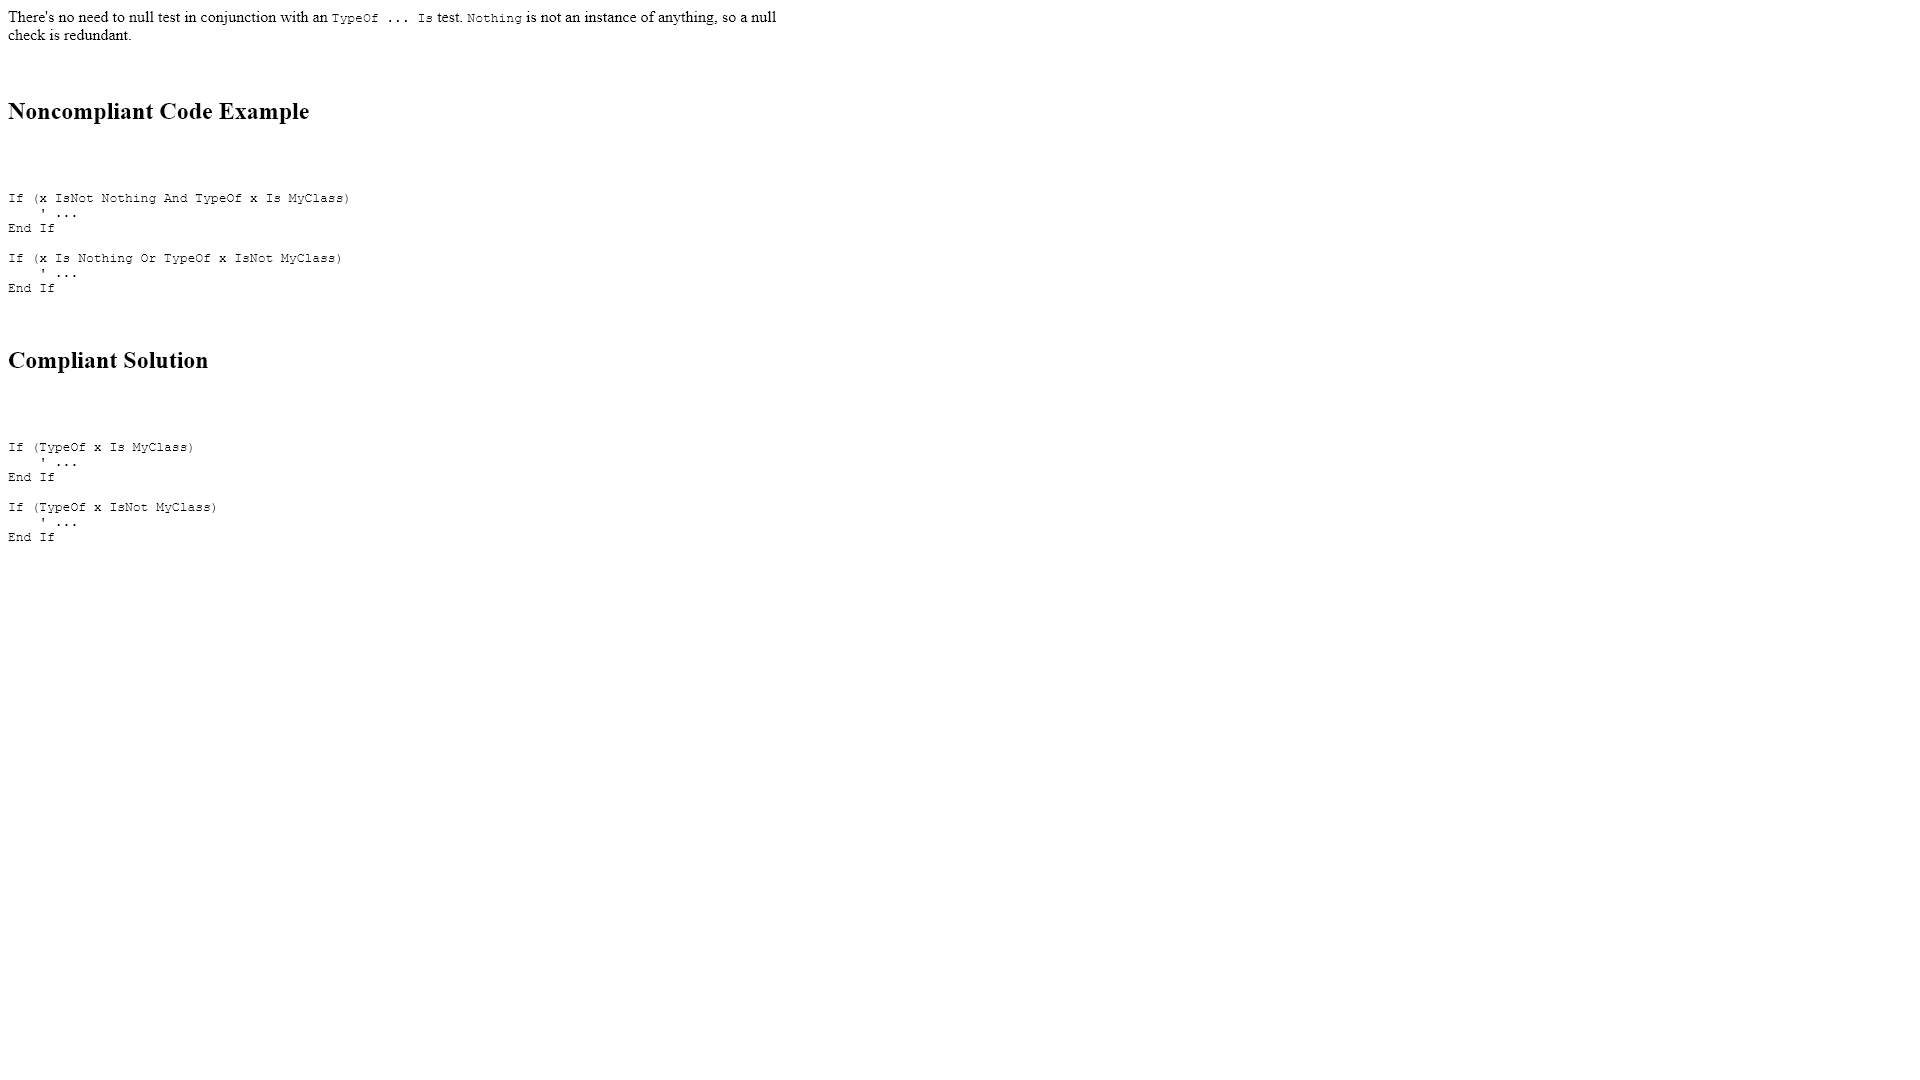 There's no need to null test in conjunction with an TypeOf ... Is test. Nothing is not an instance of anything, so a null
check is redundant.
Noncompliant Code Example
If (x IsNot Nothing And TypeOf x Is MyClass)
    ' ...
End If
If (x Is Nothing Or TypeOf x IsNot MyClass)
    ' ...
End If
Compliant Solution
If (TypeOf x Is MyClass)
    ' ...
End If
If (TypeOf x IsNot MyClass)
    ' ...
End If